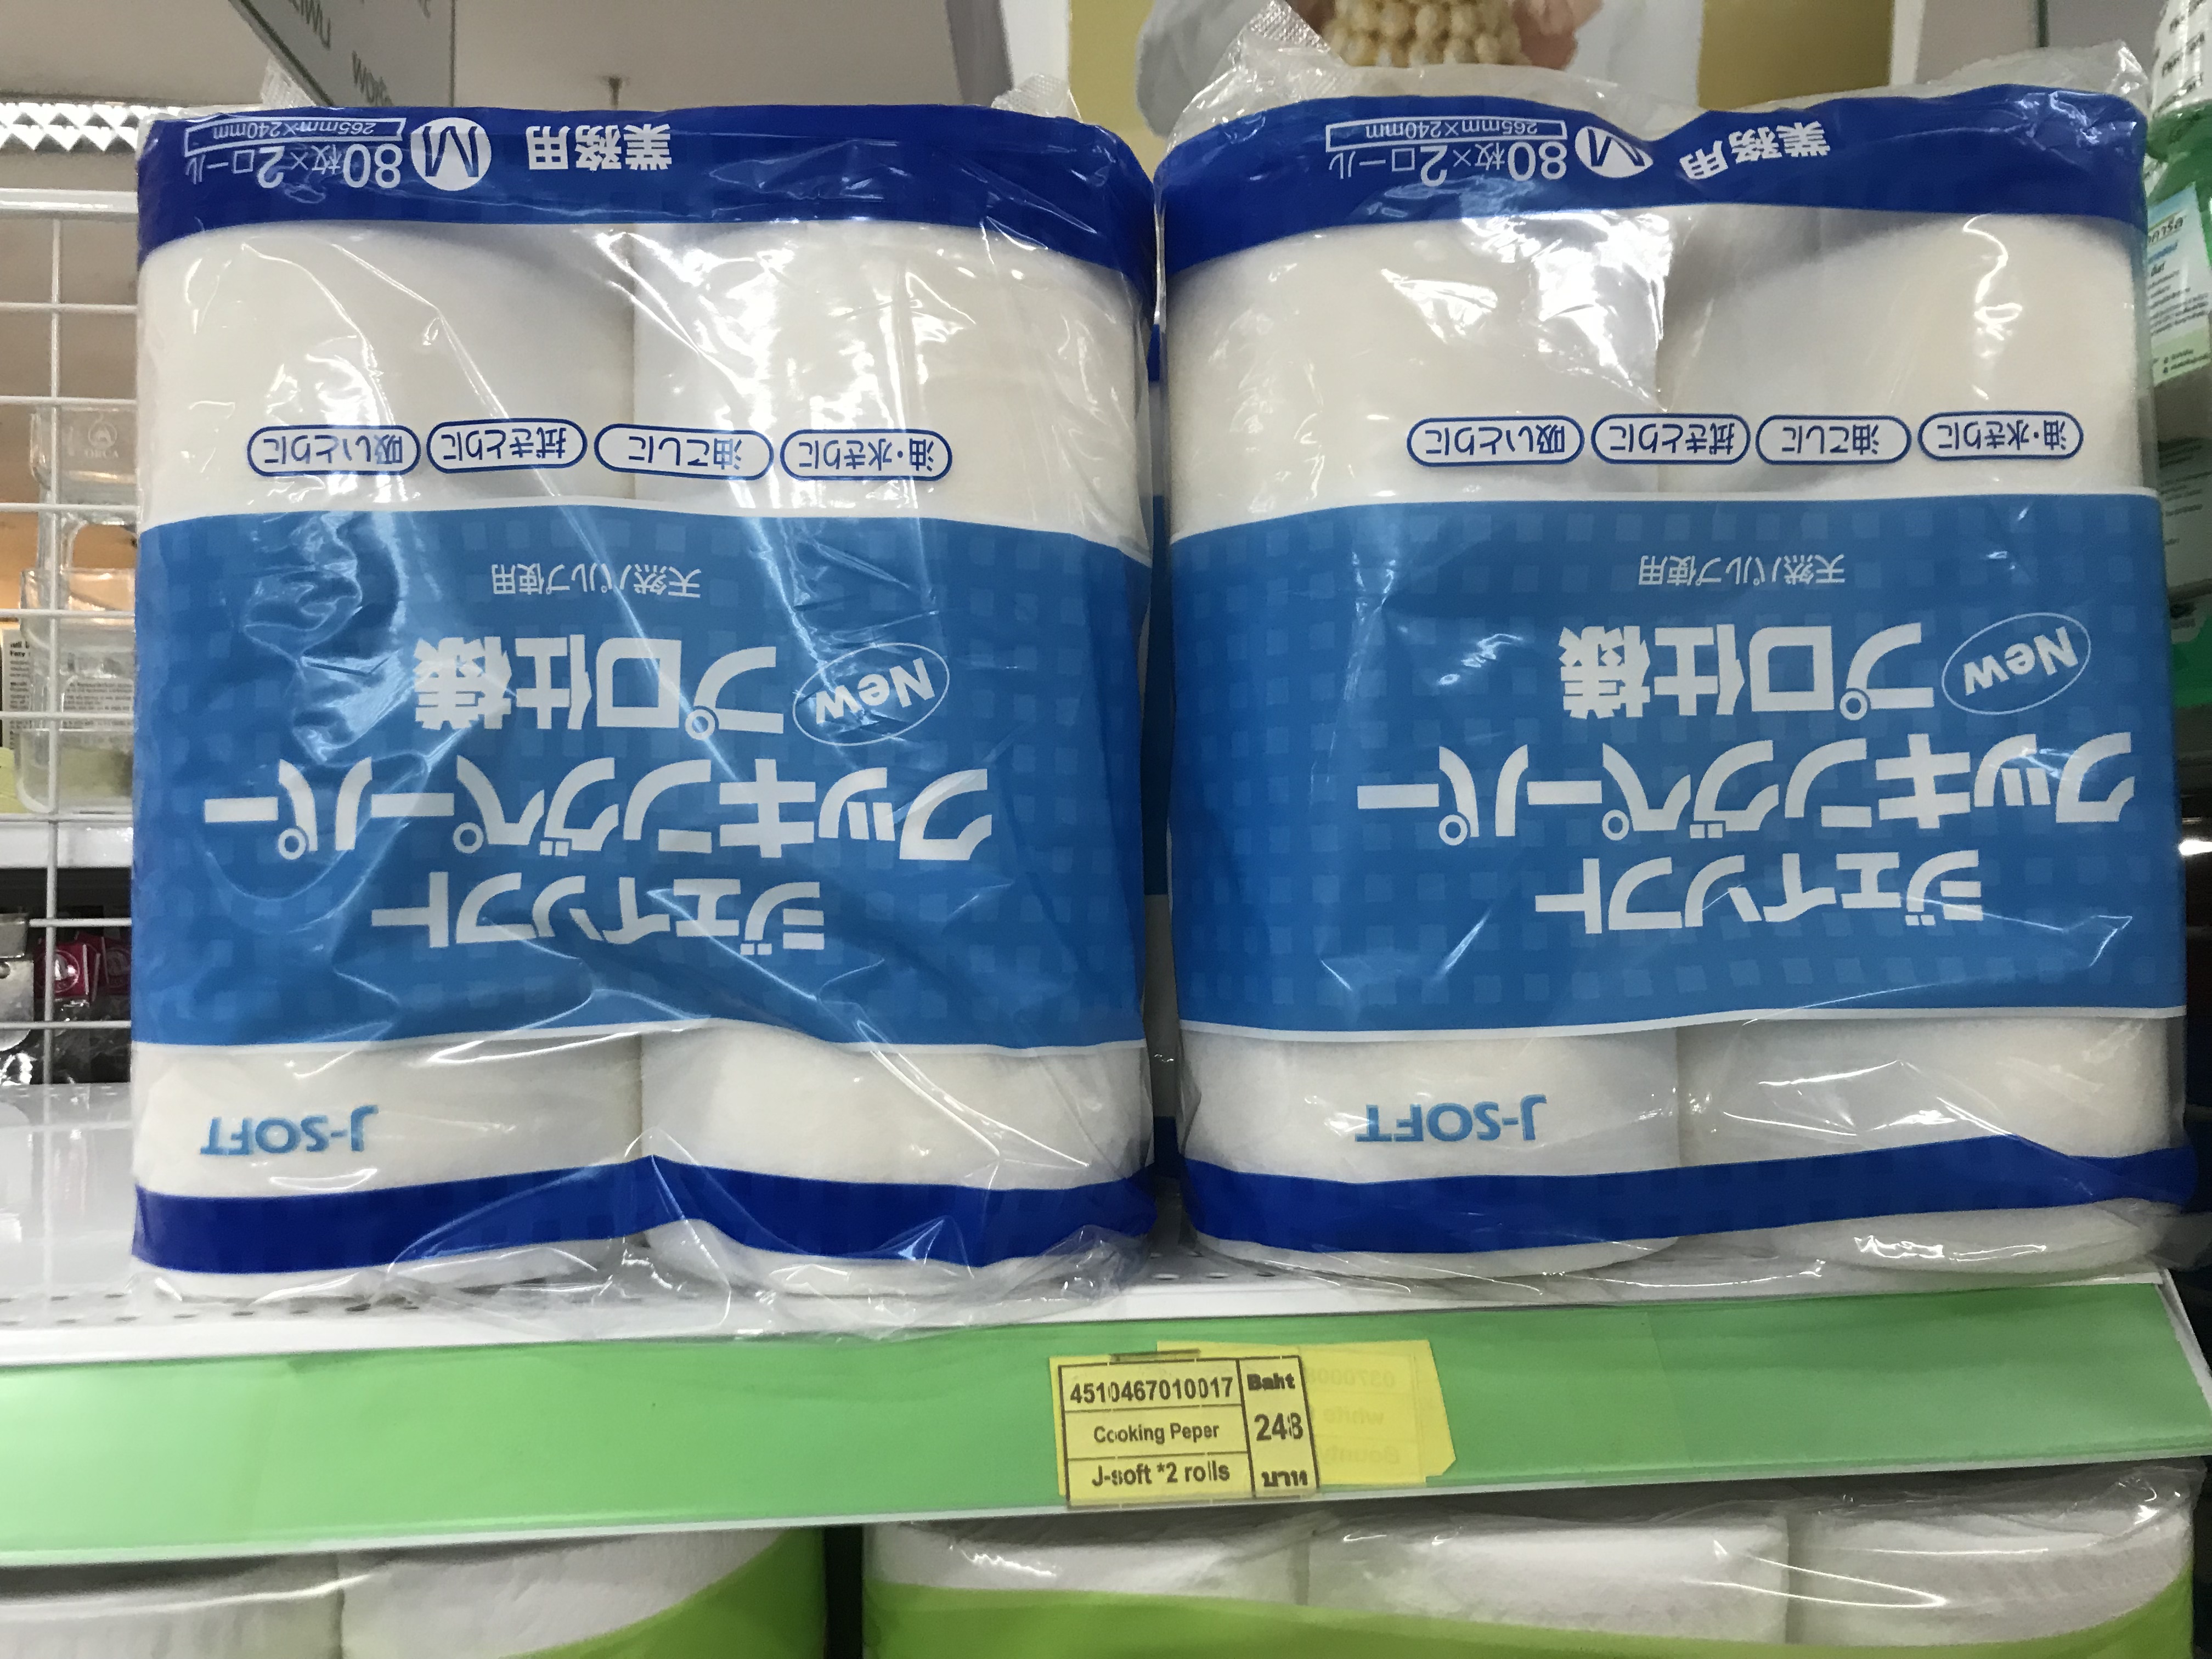 J-SOFT
ジェイソフト
クッキングペーパー
New プロ仕様
天然パルプ使用
油・水きりに 油こしに 拭きとりに 吸いとりに
業務用 M 80枚×2ロール
265mm×240mm
J-SOFT
ジェイソフト
クッキングペーパー
New プロ仕様
天然パルプ使用
油・水きりに 油こしに 拭きとりに 吸いとりに
業務用 M 80枚×2ロール
265mm×240mm
4510467010017 Baht
Cooking Peper 248
J-soft *2 rolls บาท